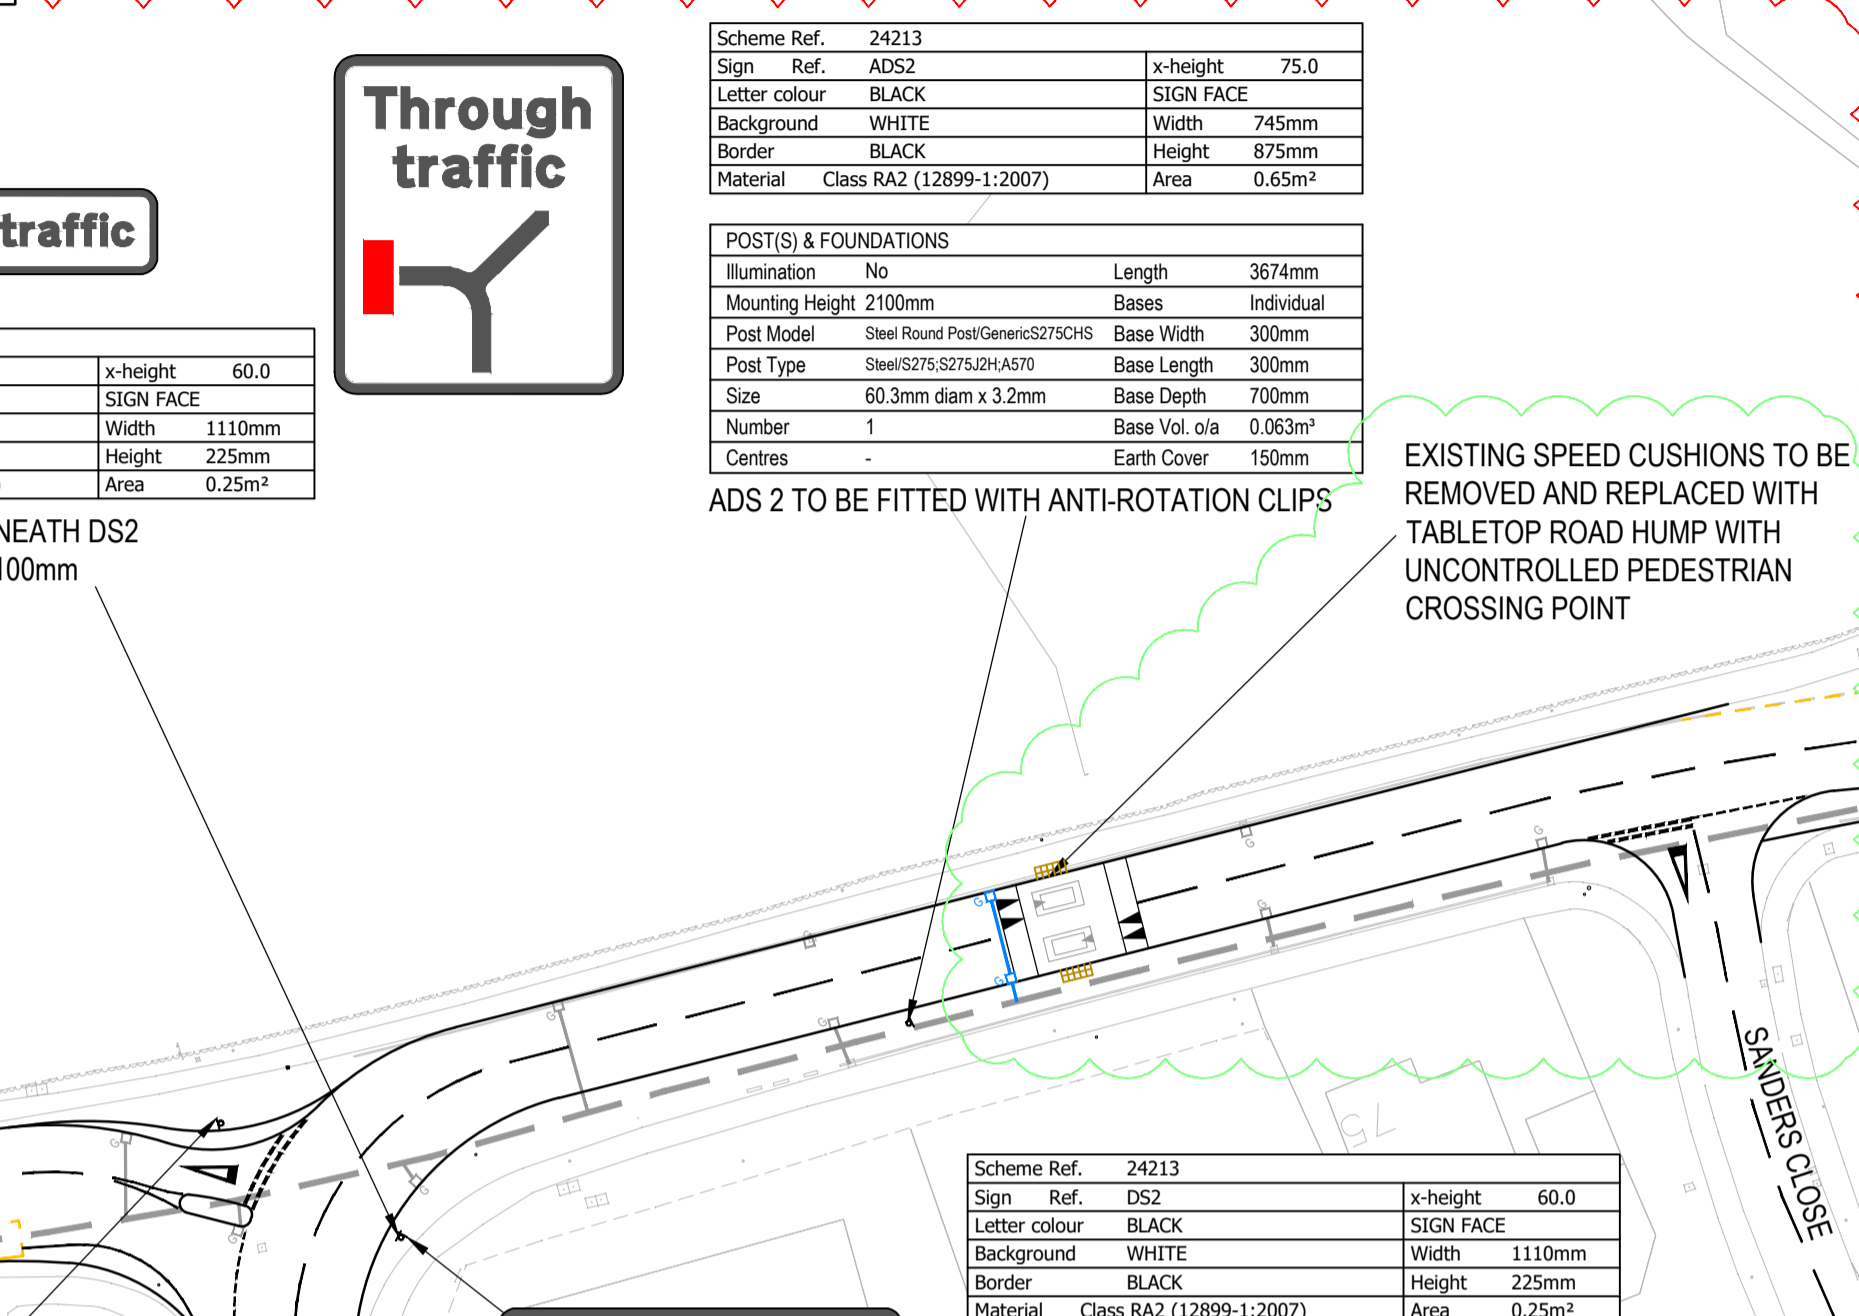 Through
traffic
traffic
Scheme Ref. 24213
Sign Ref. ADS2 x-height 75.0
Letter colour BLACK SIGN FACE
Background WHITE Width 745mm
Border BLACK Height 875mm
Material Class RA2 (12899-1:2007) Area 0.65m²
POST(S) & FOUNDATIONS
Illumination No Length 3674mm
Mounting Height 2100mm Bases Individual
Post Model Steel Round Post/GenericS275CHS Base Width 300mm
Post Type Steel/S275;S275J2H;A570 Base Length 300mm
Size 60.3mm diam x 3.2mm Base Depth 700mm
Number 1 Base Vol. o/a 0.063m³
Centres - Earth Cover 150mm
ADS 2 TO BE FITTED WITH ANTI-ROTATION CLIPS
x-height 60.0
SIGN FACE
Width 1110mm
Height 225mm
Area 0.25m²
NEATH DS2
100mm
EXISTING SPEED CUSHIONS TO BE
REMOVED AND REPLACED WITH
TABLETOP ROAD HUMP WITH
UNCONTROLLED PEDESTRIAN
CROSSING POINT
G
G
G
G
G
G
G
G
G
G
G
G
75
SANDERS CLOSE
Scheme Ref. 24213
Sign Ref. DS2 x-height 60.0
Letter colour BLACK SIGN FACE
Background WHITE Width 1110mm
Border BLACK Height 225mm
Material Class RA2 (12899-1:2007) Area 0.25m²